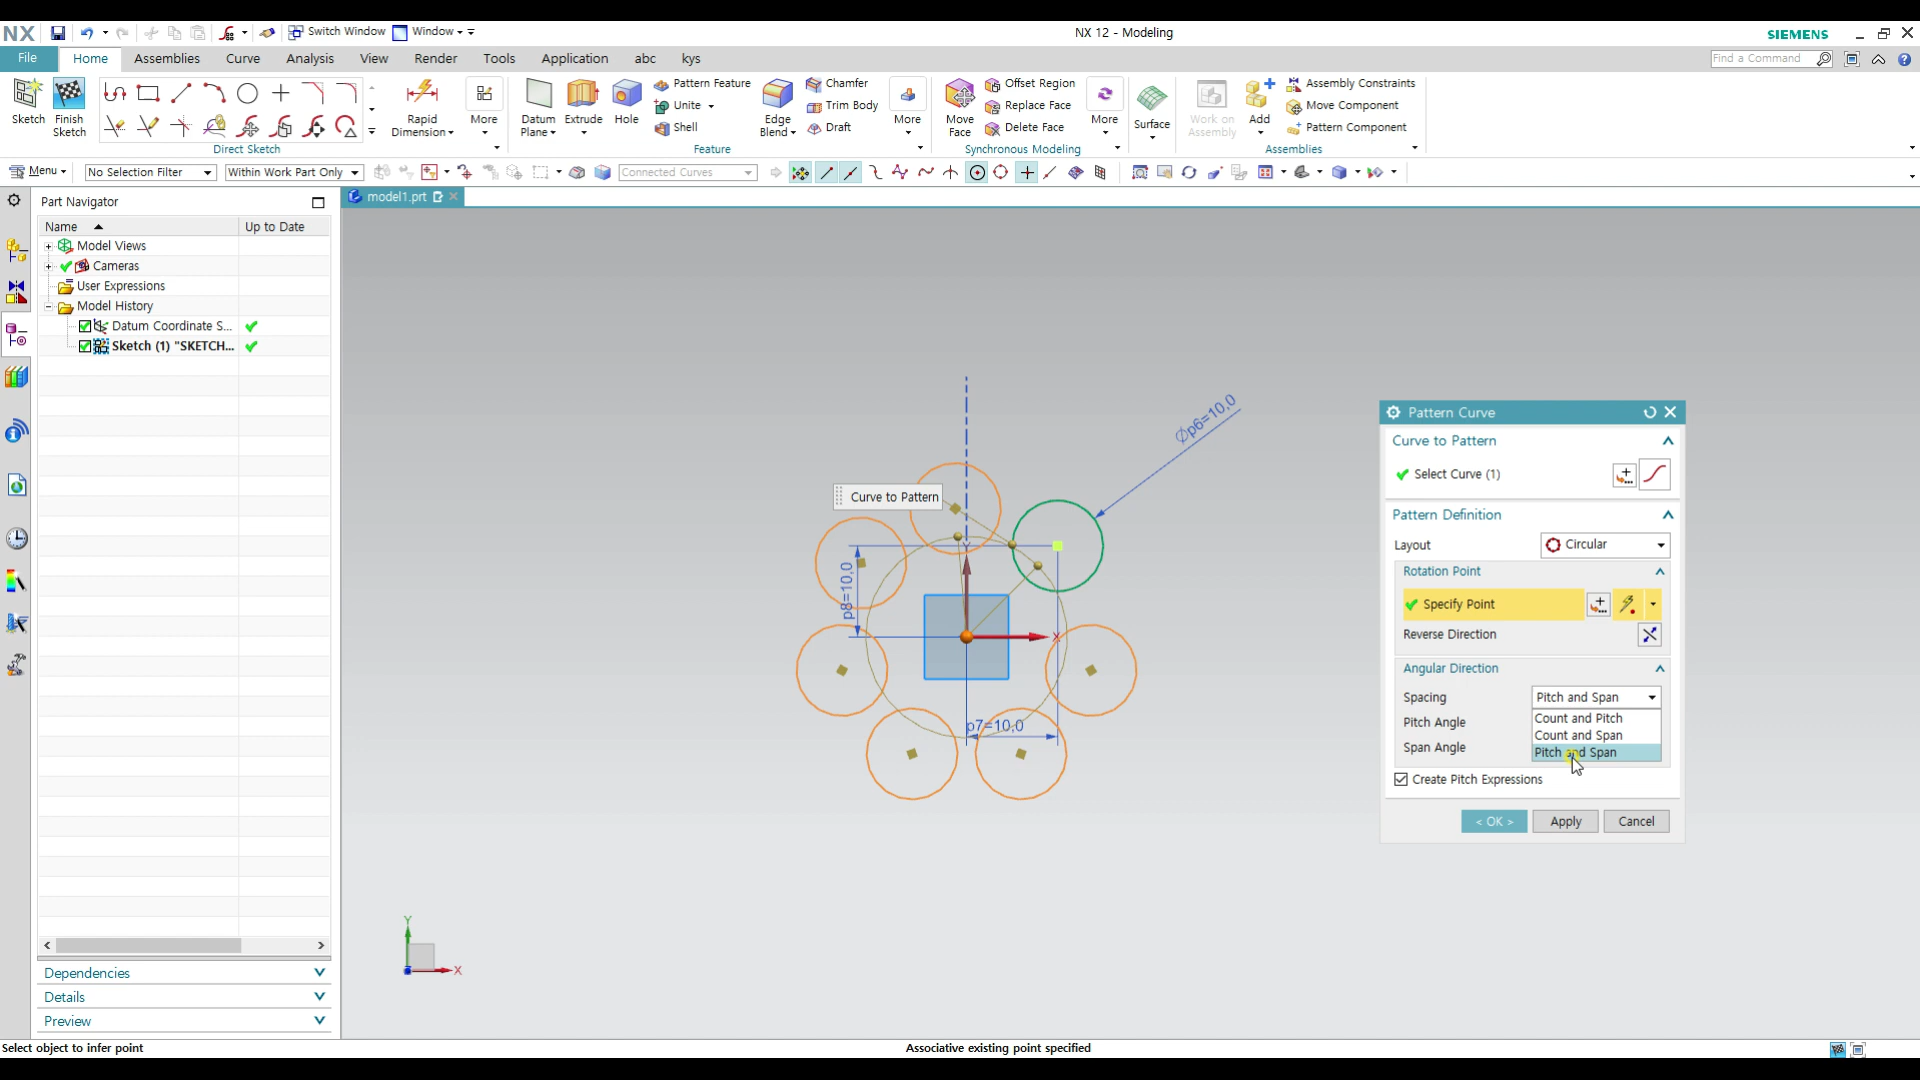 NX
Switch Window
Window
NX 12 - Modeling
SIEMENS
File
Home
Assemblies
Curve
Analysis
View
Render
Tools
Application
abc
kys
Find a Command
Sketch
Finish Sketch
Direct Sketch
Rapid Dimension
More
Datum Plane
Extrude
Hole
Pattern Feature
Unite
Shell
Edge Blend
Chamfer
Trim Body
Draft
More
Feature
Move Face
Offset Region
Replace Face
Delete Face
More
Synchronous Modeling
Surface
Work on Assembly
Add
Assembly Constraints
Move Component
Pattern Component
Assemblies
Menu
No Selection Filter
Within Work Part Only
Connected Curves
Part Navigator
model1.prt
Name
Up to Date
Model Views
Cameras
User Expressions
Model History
Datum Coordinate S...
Sketch (1) "SKETCH...
Dependencies
Details
Preview
Øp6=10,0
Curve to Pattern
p8=10,0
Y
X
p7=10,0
Y
X
Pattern Curve
Curve to Pattern
Select Curve (1)
Pattern Definition
Layout
Circular
Rotation Point
Specify Point
Reverse Direction
Angular Direction
Spacing
Pitch and Span
Pitch Angle
Count and Pitch
Count and Span
Span Angle
Pitch and Span
Create Pitch Expressions
< OK >
Apply
Cancel
Select object to infer point
Associative existing point specified